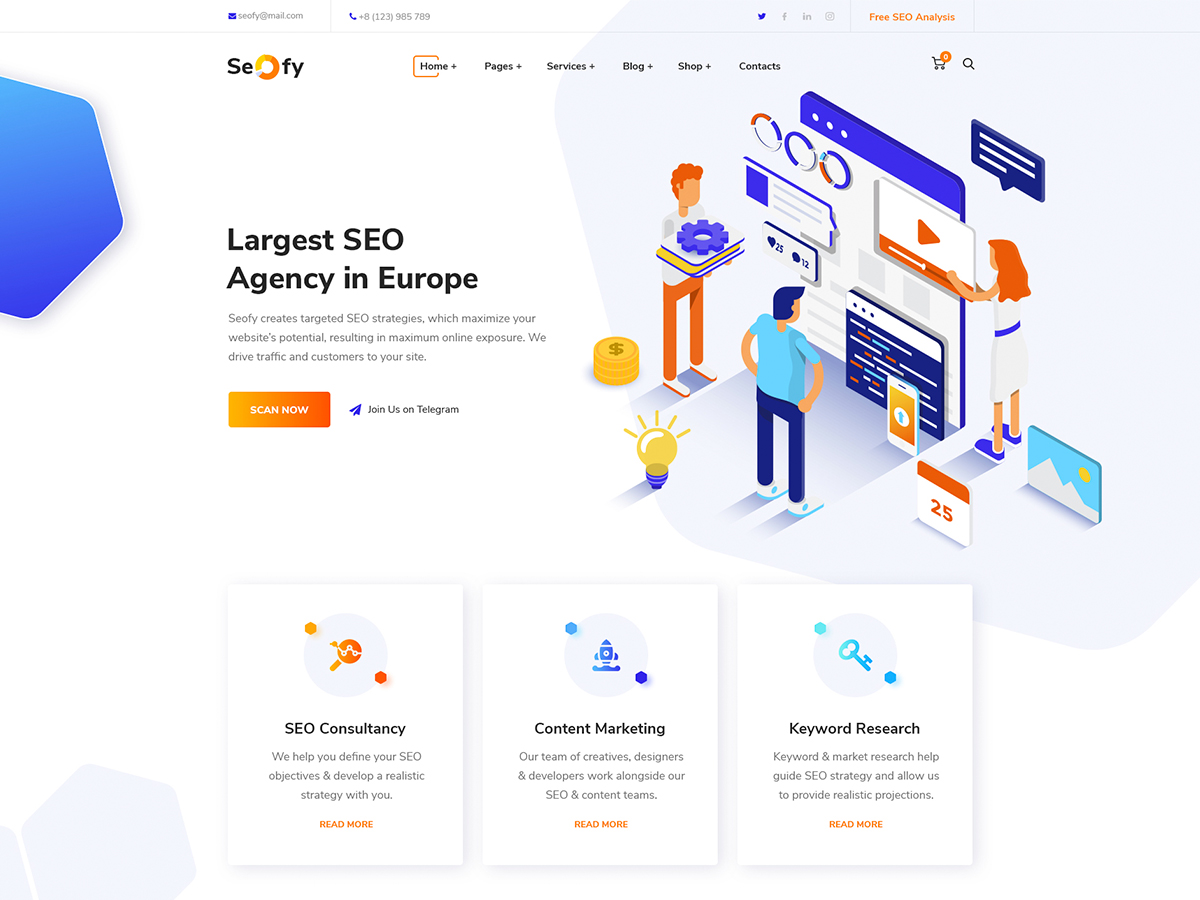 seofy@mail.com
+8 (123) 985 789
Free SEO Analysis
Seofy
Home +
Pages +
Services +
Blog +
Shop +
Contacts
0
Largest SEO
Agency in Europe
Seofy creates targeted SEO strategies, which maximize your
website's potential, resulting in maximum online exposure. We
drive traffic and customers to your site.
SCAN NOW
Join Us on Telegram
25
12
$
25
SEO Consultancy
We help you define your SEO
objectives & develop a realistic
strategy with you.
READ MORE
Content Marketing
Our team of creatives, designers
& developers work alongside our
SEO & content teams.
READ MORE
Keyword Research
Keyword & market research help
guide SEO strategy and allow us
to provide realistic projections.
READ MORE